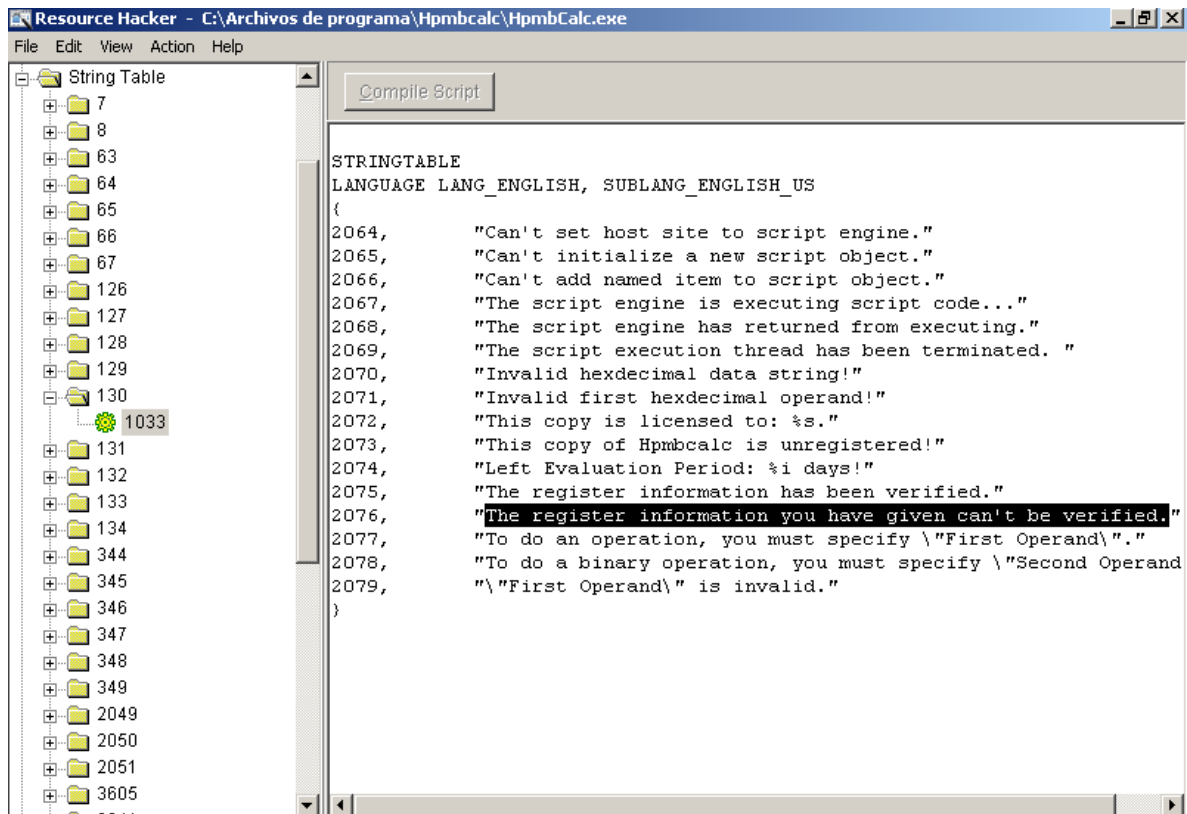 Resource Hacker - C:\Archivos de programa\Hpmbcalc\HpmbCalc.exe
File Edit View Action Help
String Table
7
8
63
64
65
66
67
126
127
128
129
130
1033
131
132
133
134
344
345
346
347
348
349
2049
2050
2051
3605
Compile Script
STRINGTABLE
LANGUAGE LANG_ENGLISH, SUBLANG_ENGLISH_US
{
2064, "Can't set host site to script engine."
2065, "Can't initialize a new script object."
2066, "Can't add named item to script object."
2067, "The script engine is executing script code..."
2068, "The script engine has returned from executing."
2069, "The script execution thread has been terminated. "
2070, "Invalid hexdecimal data string!"
2071, "Invalid first hexdecimal operand!"
2072, "This copy is licensed to: %s."
2073, "This copy of Hpmbcalc is unregistered!"
2074, "Left Evaluation Period: %i days!"
2075, "The register information has been verified."
2076, "The register information you have given can't be verified."
2077, "To do an operation, you must specify \"First Operand\"."
2078, "To do a binary operation, you must specify \"Second Operand
2079, "\"First Operand\" is invalid."
}